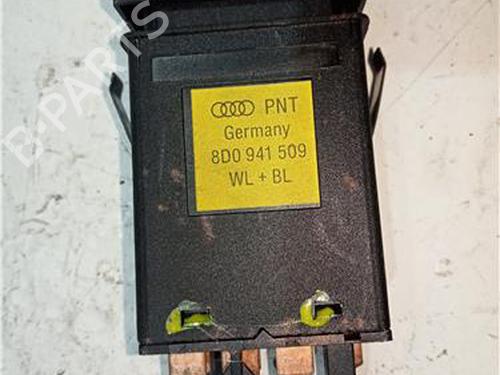 B-PARTS
PNT
Germany
8D0 941 509
WL + BL